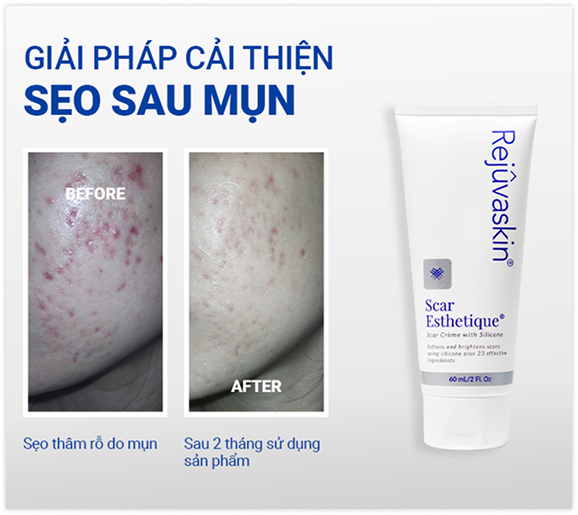 GIẢI PHÁP CẢI THIỆN
SẸO SAU MỤN
BEFORE
AFTER
Sẹo thâm rỗ do mụn
Sau 2 tháng sử dụng
sản phẩm
Rejûvaskin®
Scar
Esthetique®
Scar Crème with Silicone
Softens and brightens scars
using silicone plus 23 effective
ingredients
60 mL/2 Fl. Oz